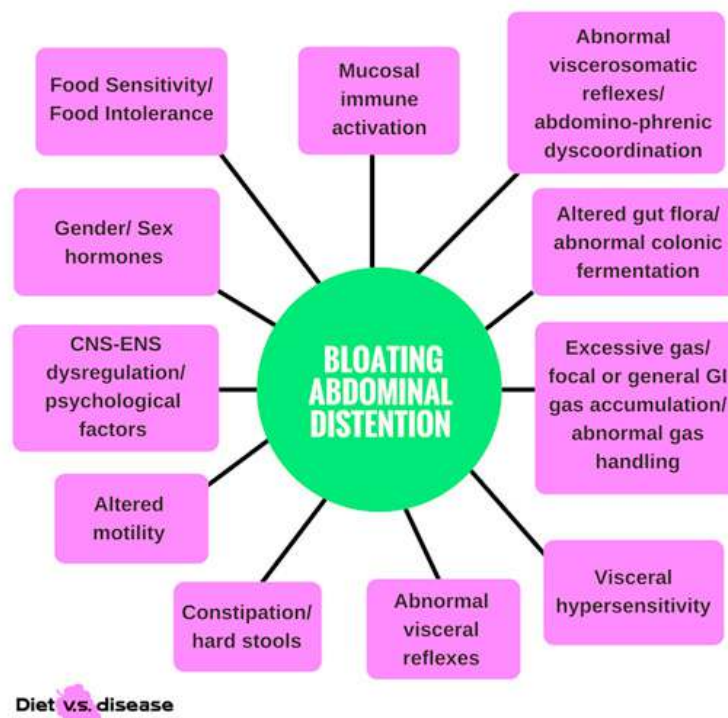 Food Sensitivity/
Food Intolerance
Mucosal
immune
activation
Abnormal
viscerosomatic
reflexes/
abdomino-phrenic
dyscoordination
Gender/ Sex
hormones
Altered gut flora/
abnormal colonic
fermentation
CNS-ENS
dysregulation/
psychological
factors
BLOATING
ABDOMINAL
DISTENTION
Excessive gas/
focal or general GI
gas accumulation/
abnormal gas
handling
Altered
motility
Constipation/
hard stools
Abnormal
visceral
reflexes
Visceral
hypersensitivity
Diet v.s. disease